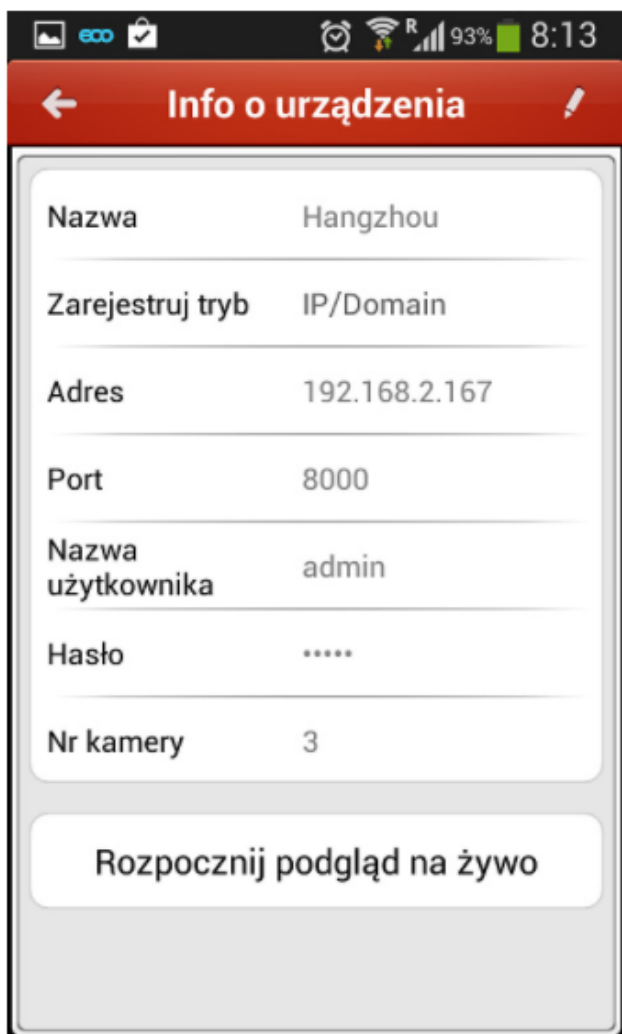 eco R 93% 8:13
Info o urządzenia
Nazwa Hangzhou
Zarejestruj tryb IP/Domain
Adres 192.168.2.167
Port 8000
Nazwa
użytkownika admin
Hasło •••••
Nr kamery 3
Rozpocznij podgląd na żywo